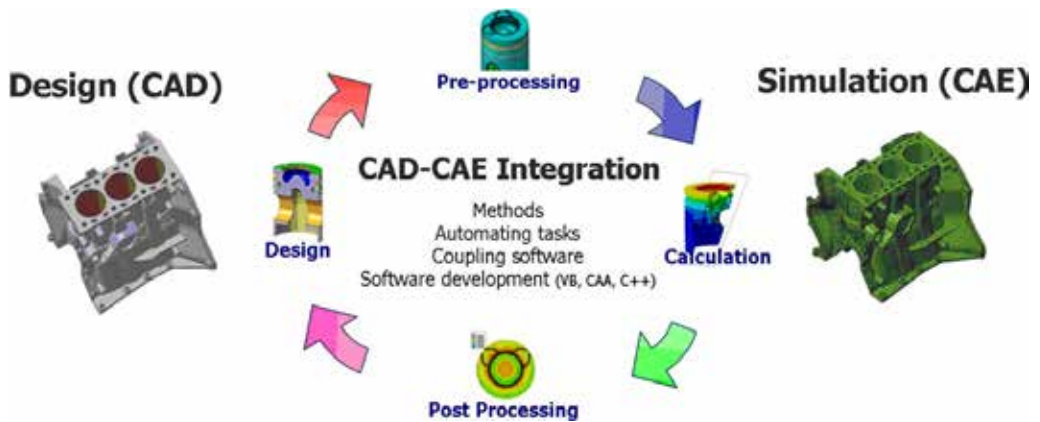 Pre-processing
Design (CAD)
Simulation (CAE)
CAD-CAE Integration
Methods
Automating tasks
Coupling software
Software development (VB, CAA, C++)
Design
Calculation
Post Processing